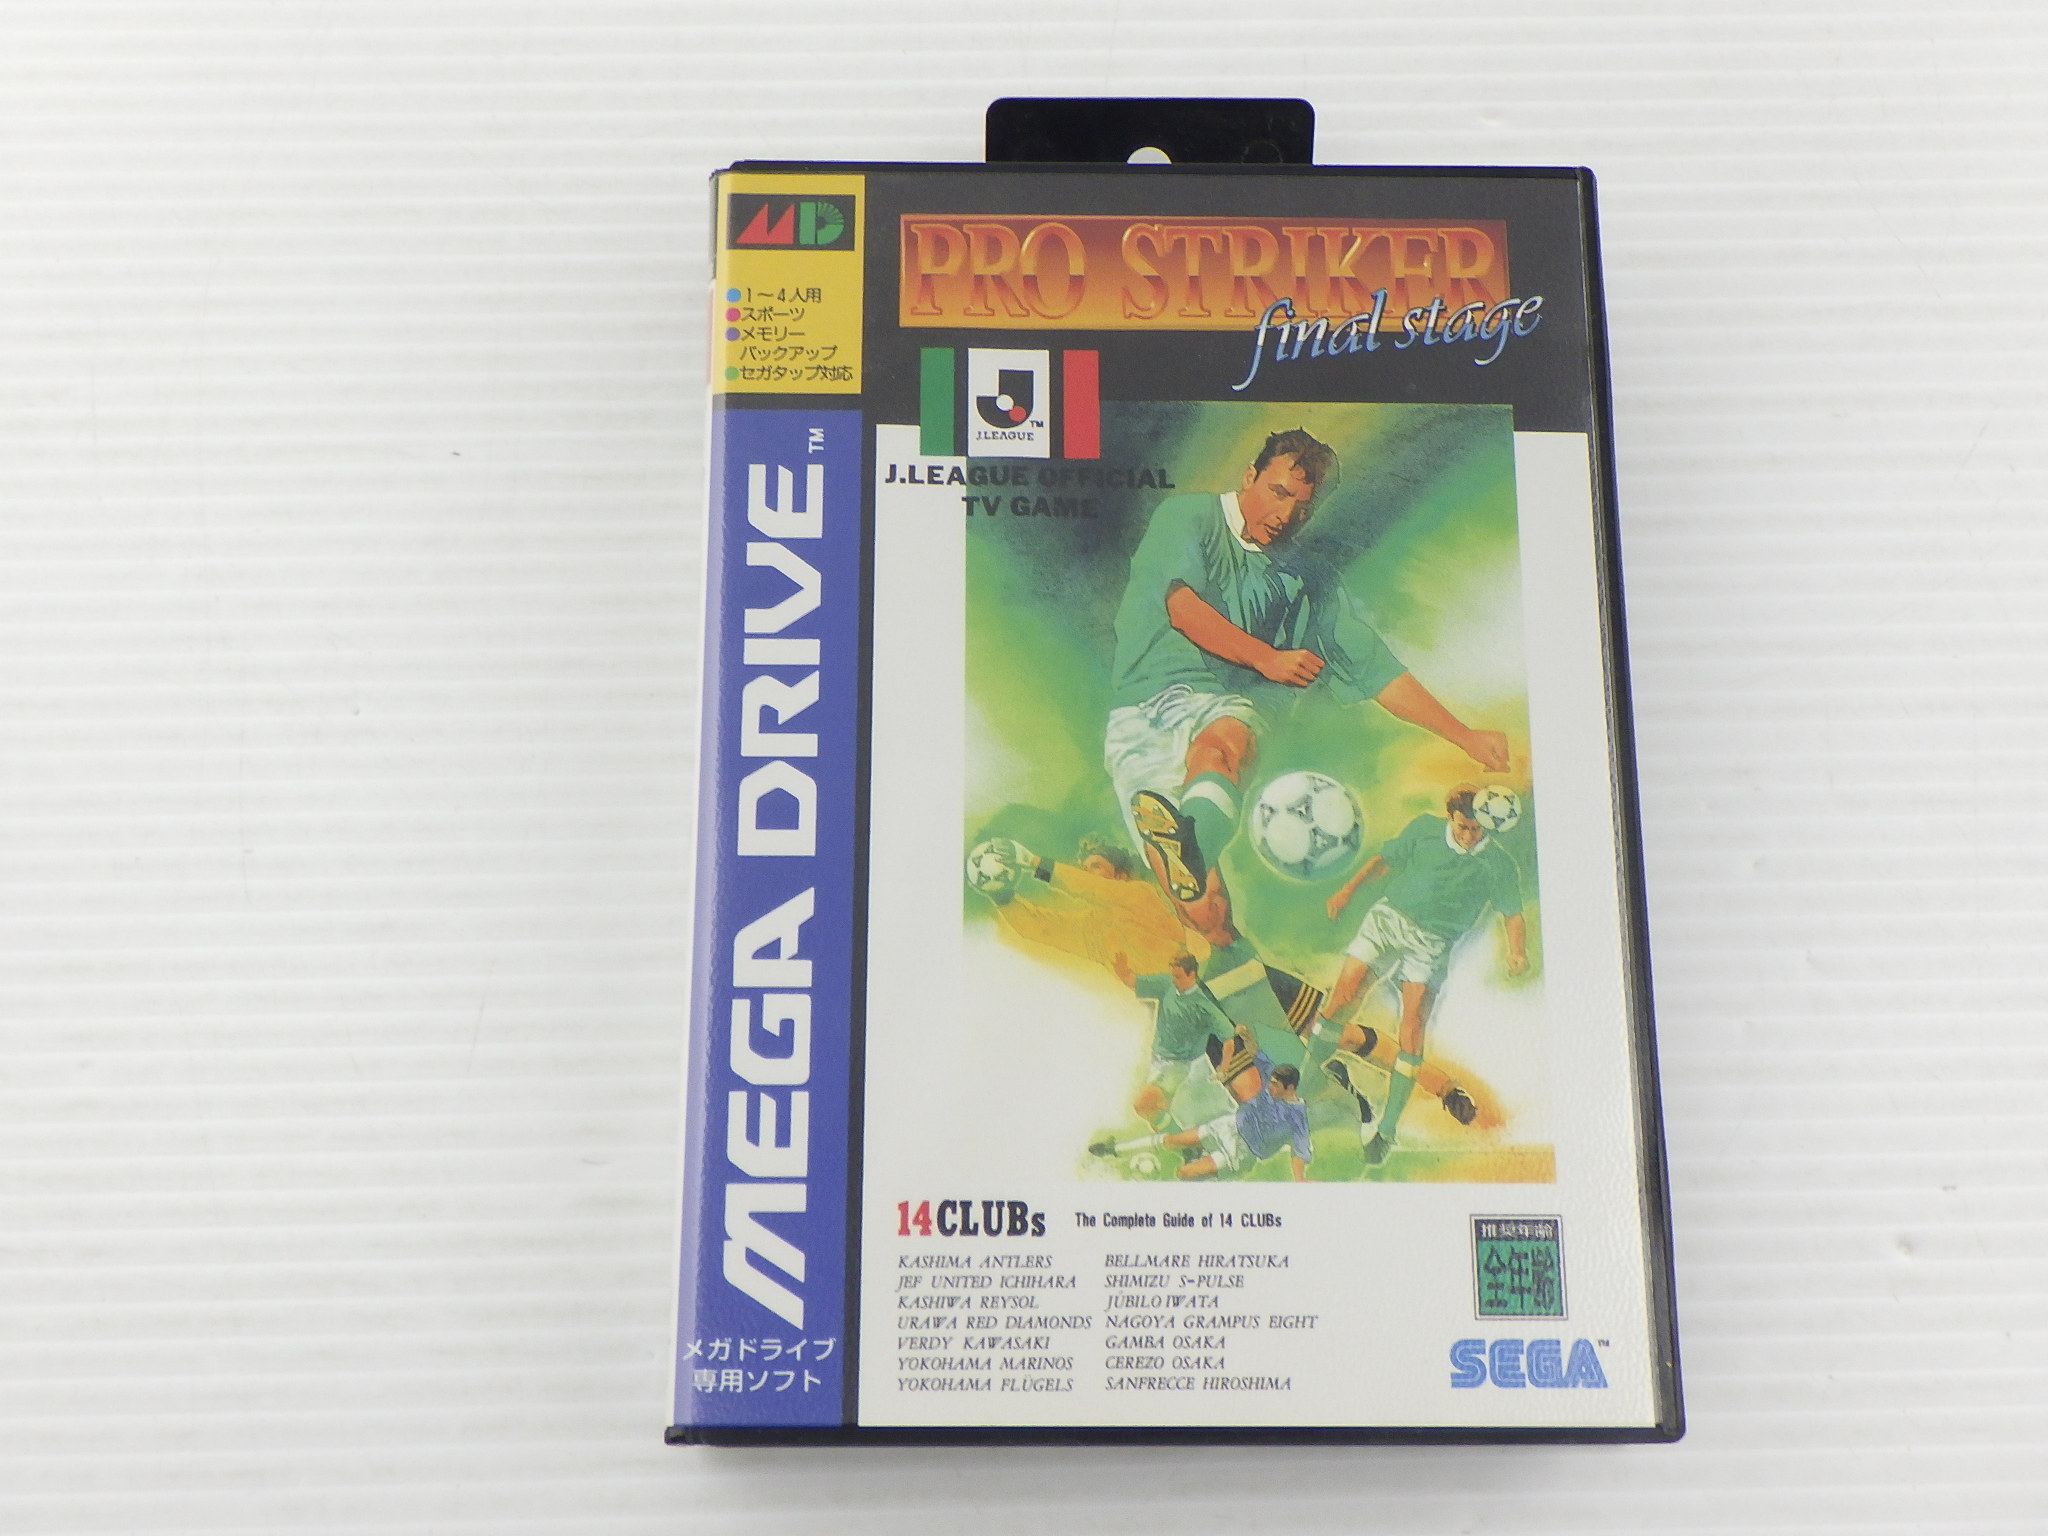 MD
●1〜4人用
●スポーツ
●メモリー
バックアップ
●セガタップ対応
MEGA DRIVE™
メガドライブ
専用ソフト
PRO STRIKER
final stage
J.LEAGUE™
J.LEAGUE OFFICIAL
TV GAME
14CLUBs The Complete Guide of 14 CLUBs
KASHIMA ANTLERS
JEF UNITED ICHIHARA
KASHIWA REYSOL
URAWA RED DIAMONDS
VERDY KAWASAKI
YOKOHAMA MARINOS
YOKOHAMA FLÜGELS
BELLMARE HIRATSUKA
SHIMIZU S-PULSE
JÚBILO IWATA
NAGOYA GRAMPUS EIGHT
GAMBA OSAKA
CEREZO OSAKA
SANFRECCE HIROSHIMA
推奨年齢
全年齢
SEGA™